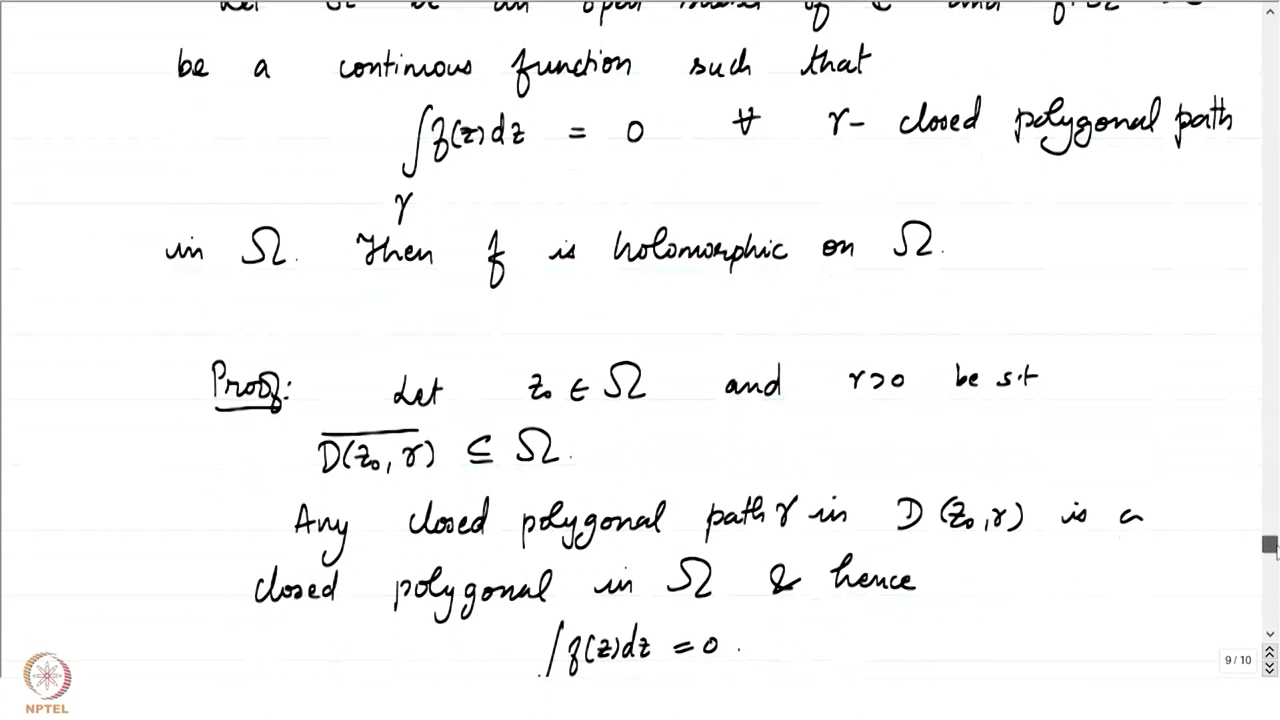 be a continuous function such that
∫f(z)dz = 0 ∀ γ- closed polygonal path
γ
in Ω. Then f is holomorphic on Ω.
Proof: Let z₀ ∈ Ω and r>0 be s.t
D(z₀, r) ⊆ Ω.
Any closed polygonal path γ in D(z₀,r) is a
closed polygonal in Ω & hence
∫f(z)dz = 0.
9 / 10
NPTEL